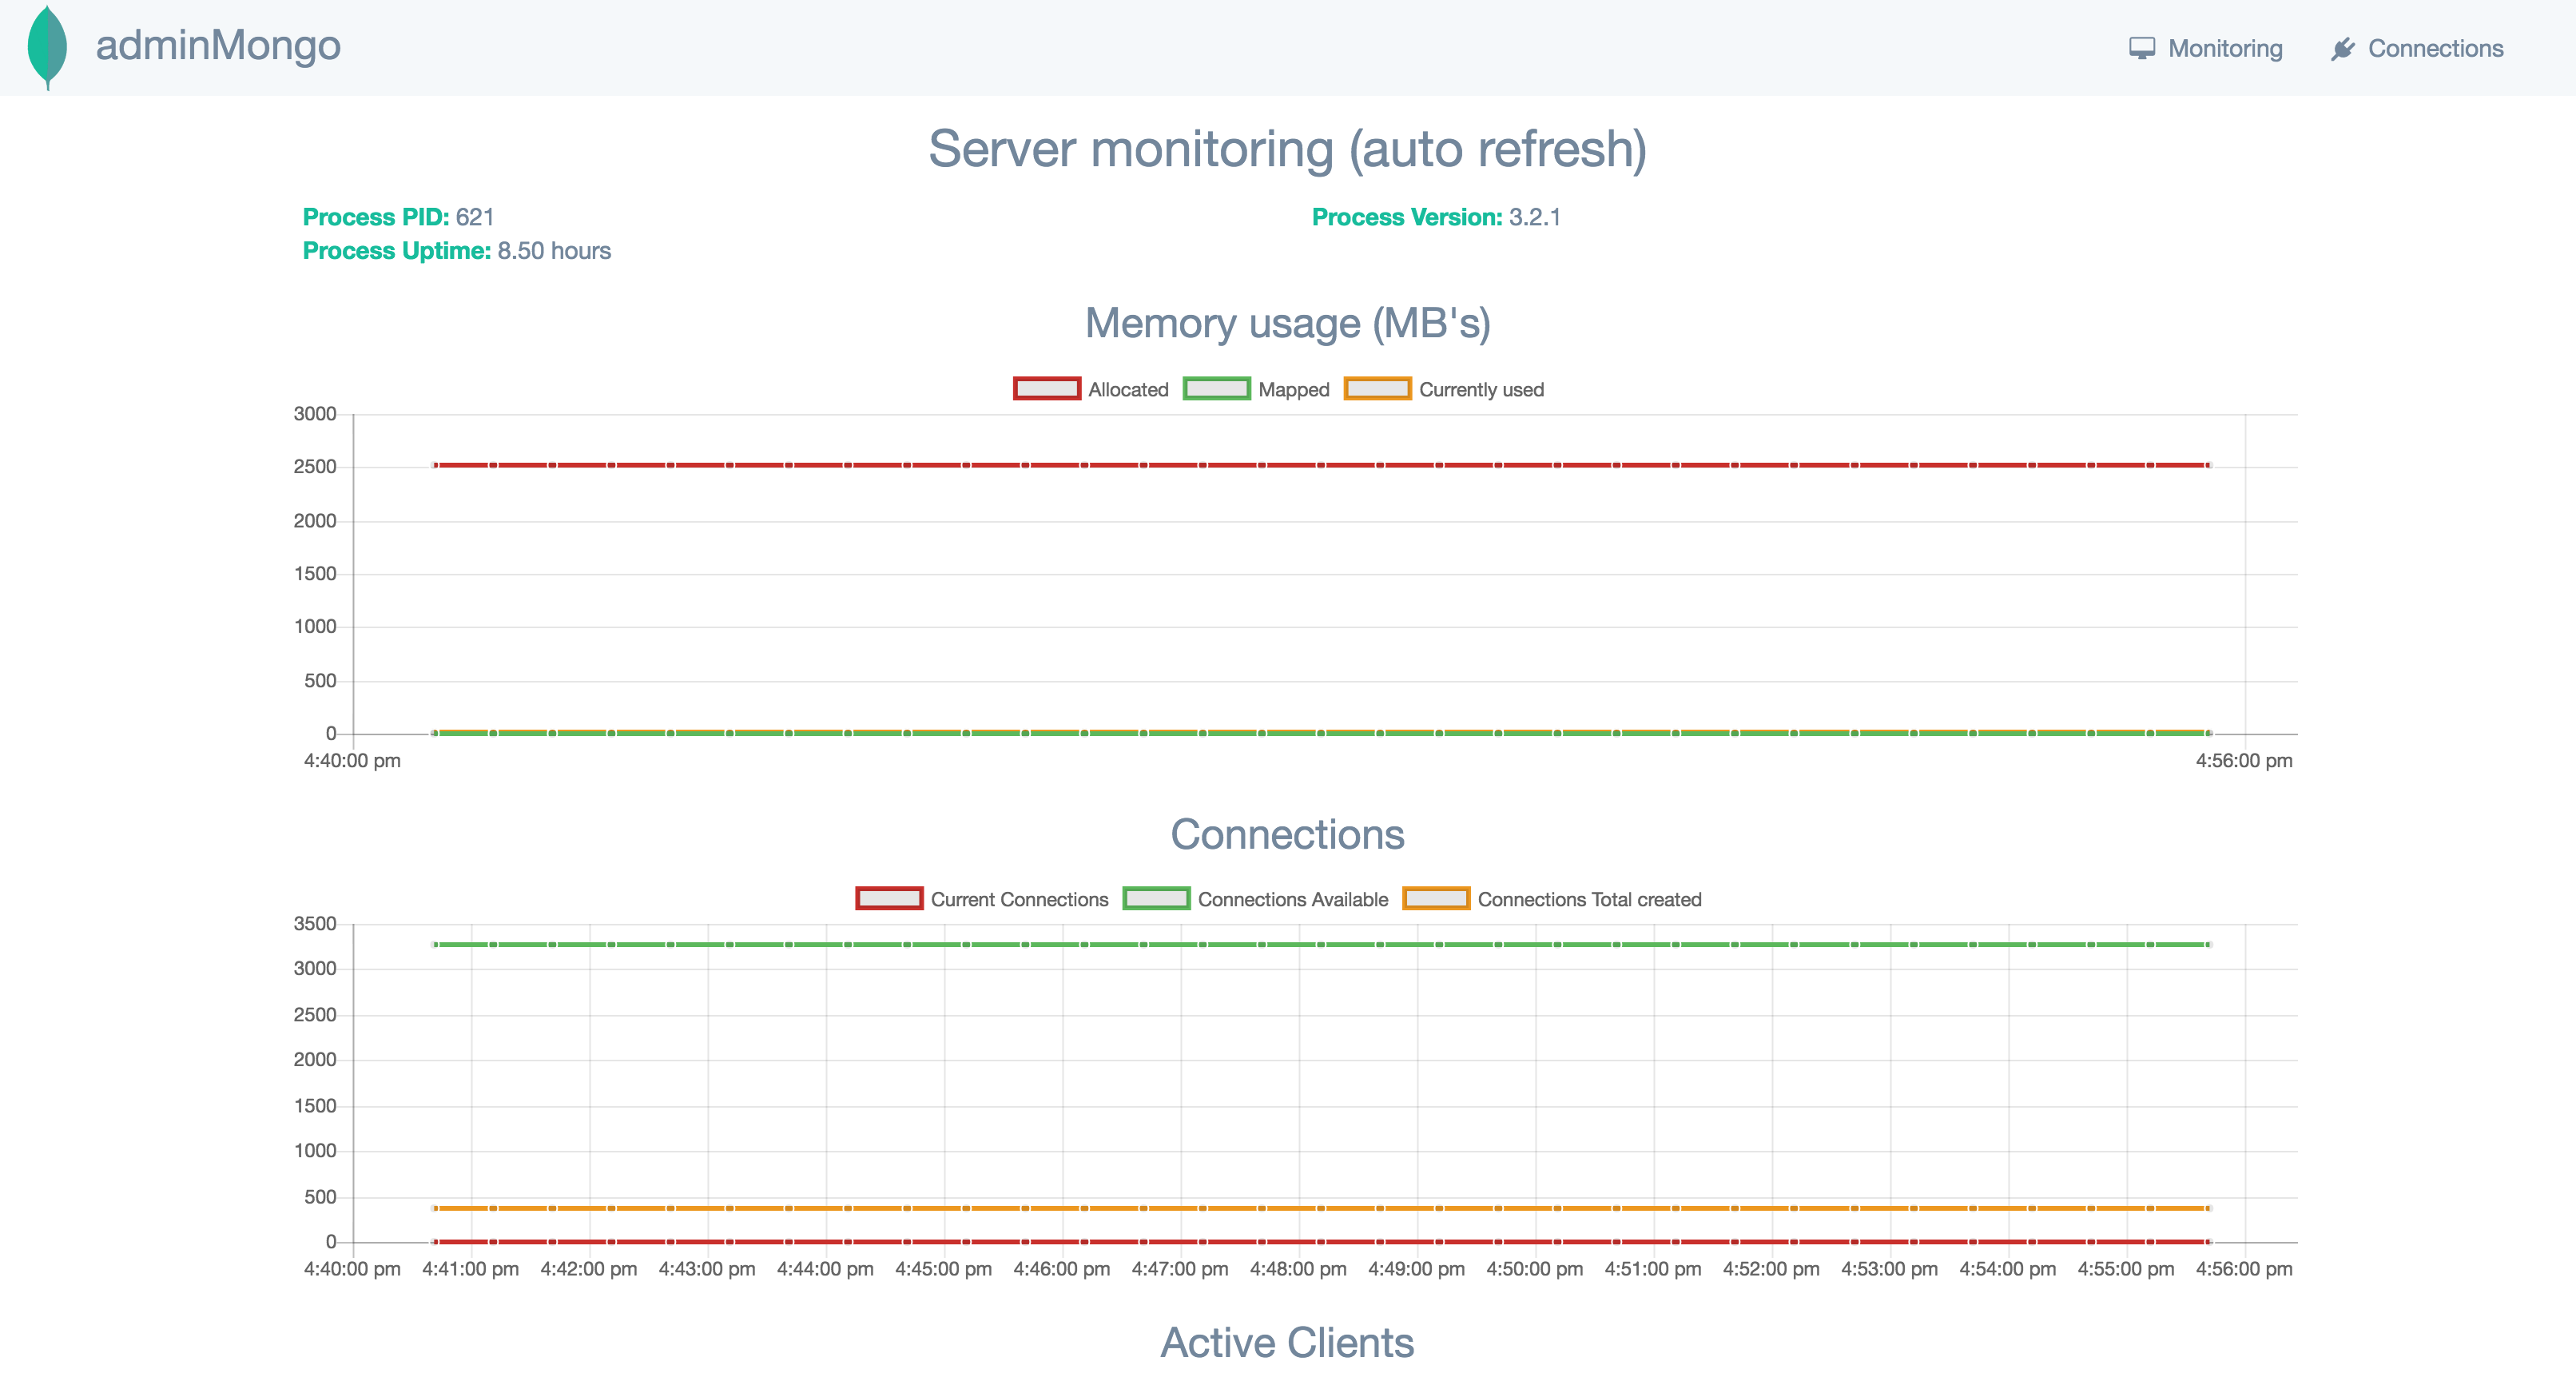 adminMongo
Monitoring
Connections
Server monitoring (auto refresh)
Process PID: 621
Process Version: 3.2.1
Process Uptime: 8.50 hours
Memory usage (MB's)
Allocated Mapped Currently used
3000
2500
2000
1500
1000
500
0
4:40:00 pm 4:56:00 pm
Connections
Current Connections Connections Available Connections Total created
3500
3000
2500
2000
1500
1000
500
0
4:40:00 pm 4:41:00 pm 4:42:00 pm 4:43:00 pm 4:44:00 pm 4:45:00 pm 4:46:00 pm 4:47:00 pm 4:48:00 pm 4:49:00 pm 4:50:00 pm 4:51:00 pm 4:52:00 pm 4:53:00 pm 4:54:00 pm 4:55:00 pm 4:56:00 pm
Active Clients